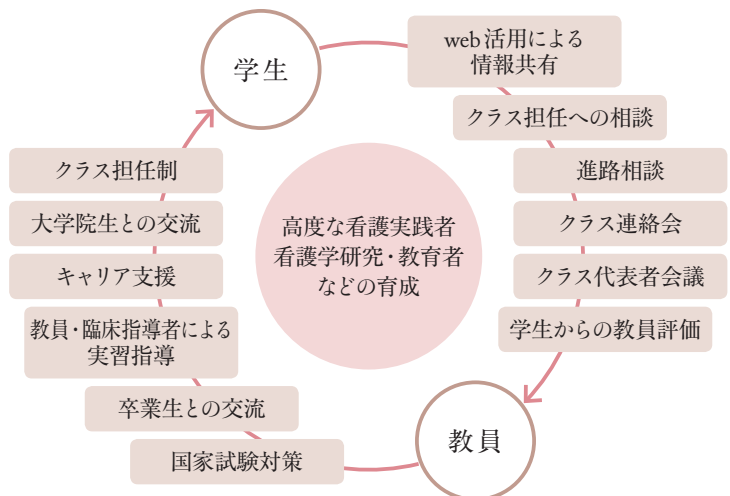 学生
web活用による
情報共有
クラス担任への相談
進路相談
クラス連絡会
クラス代表者会議
学生からの教員評価
教員
国家試験対策
卒業生との交流
教員・臨床指導者による
実習指導
キャリア支援
大学院生との交流
クラス担任制
高度な看護実践者
看護学研究・教育者
などの育成